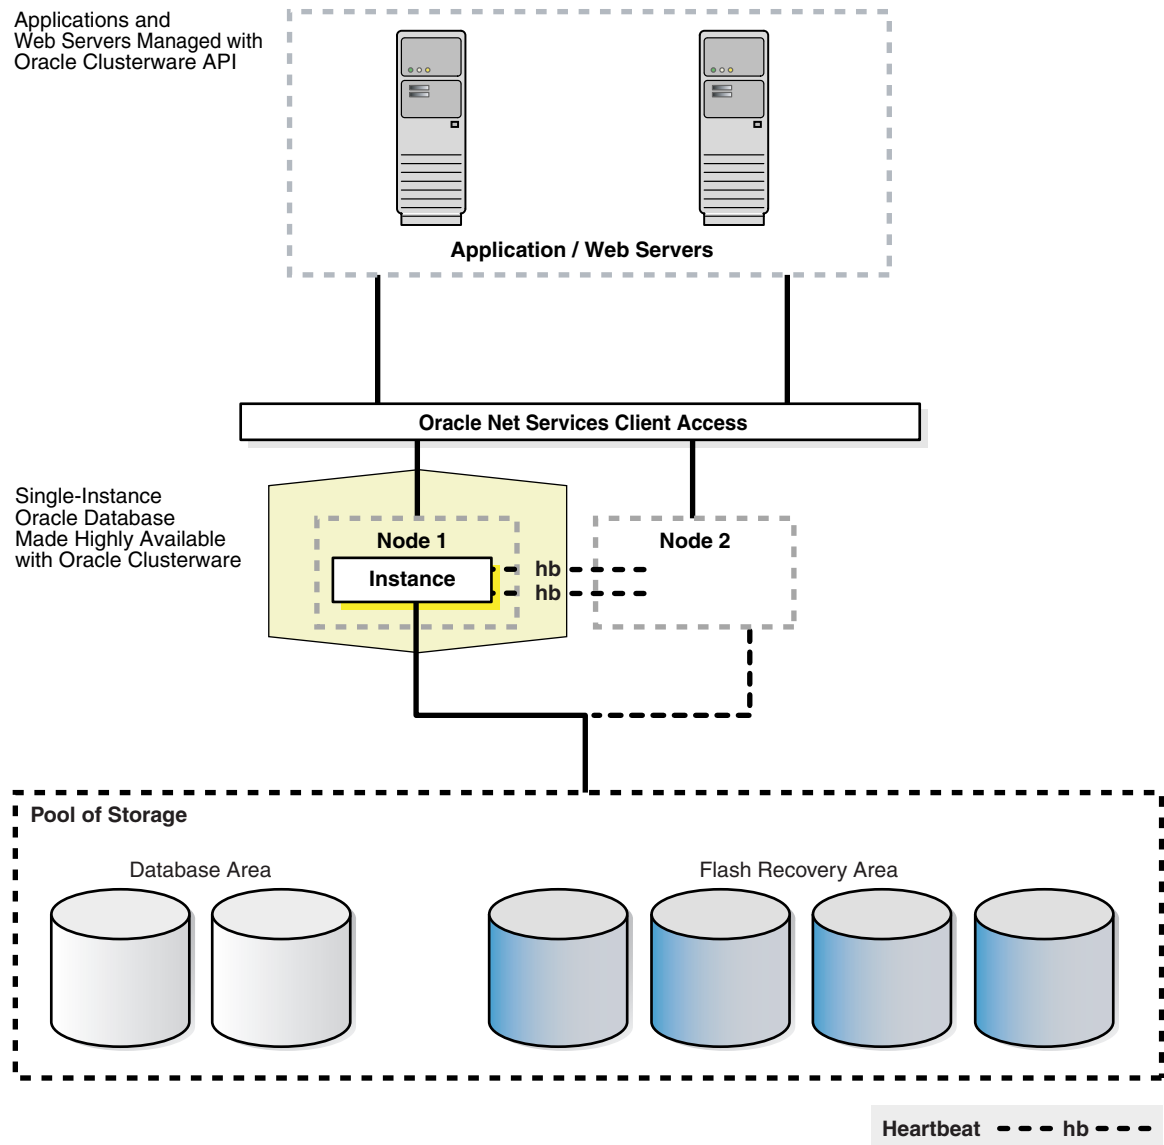 Applications and
Web Servers Managed with
Oracle Clusterware API
Application / Web Servers
Oracle Net Services Client Access
Single-Instance
Oracle Database
Made Highly Available
with Oracle Clusterware
Node 1
Instance
hb
hb
Node 2
Pool of Storage
Database Area
Flash Recovery Area
Heartbeat hb